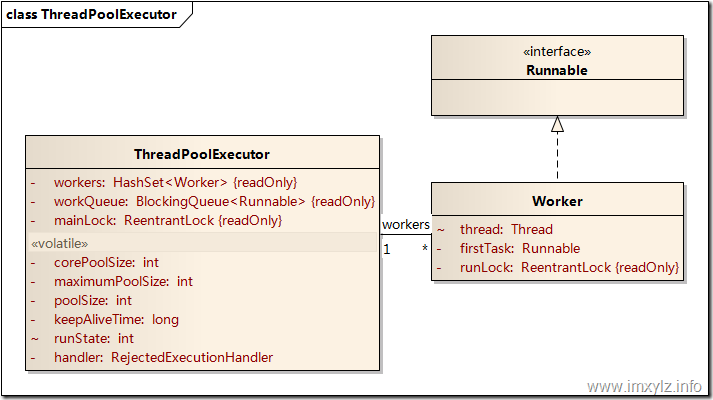 class ThreadPoolExecutor
«interface»
Runnable
ThreadPoolExecutor
- workers: HashSet<Worker> {readOnly}
- workQueue: BlockingQueue<Runnable> {readOnly}
- mainLock: ReentrantLock {readOnly}
«volatile»
- corePoolSize: int
- maximumPoolSize: int
- poolSize: int
- keepAliveTime: long
~ runState: int
- handler: RejectedExecutionHandler
workers
1 *
Worker
~ thread: Thread
- firstTask: Runnable
- runLock: ReentrantLock {readOnly}
www.imxylz.info